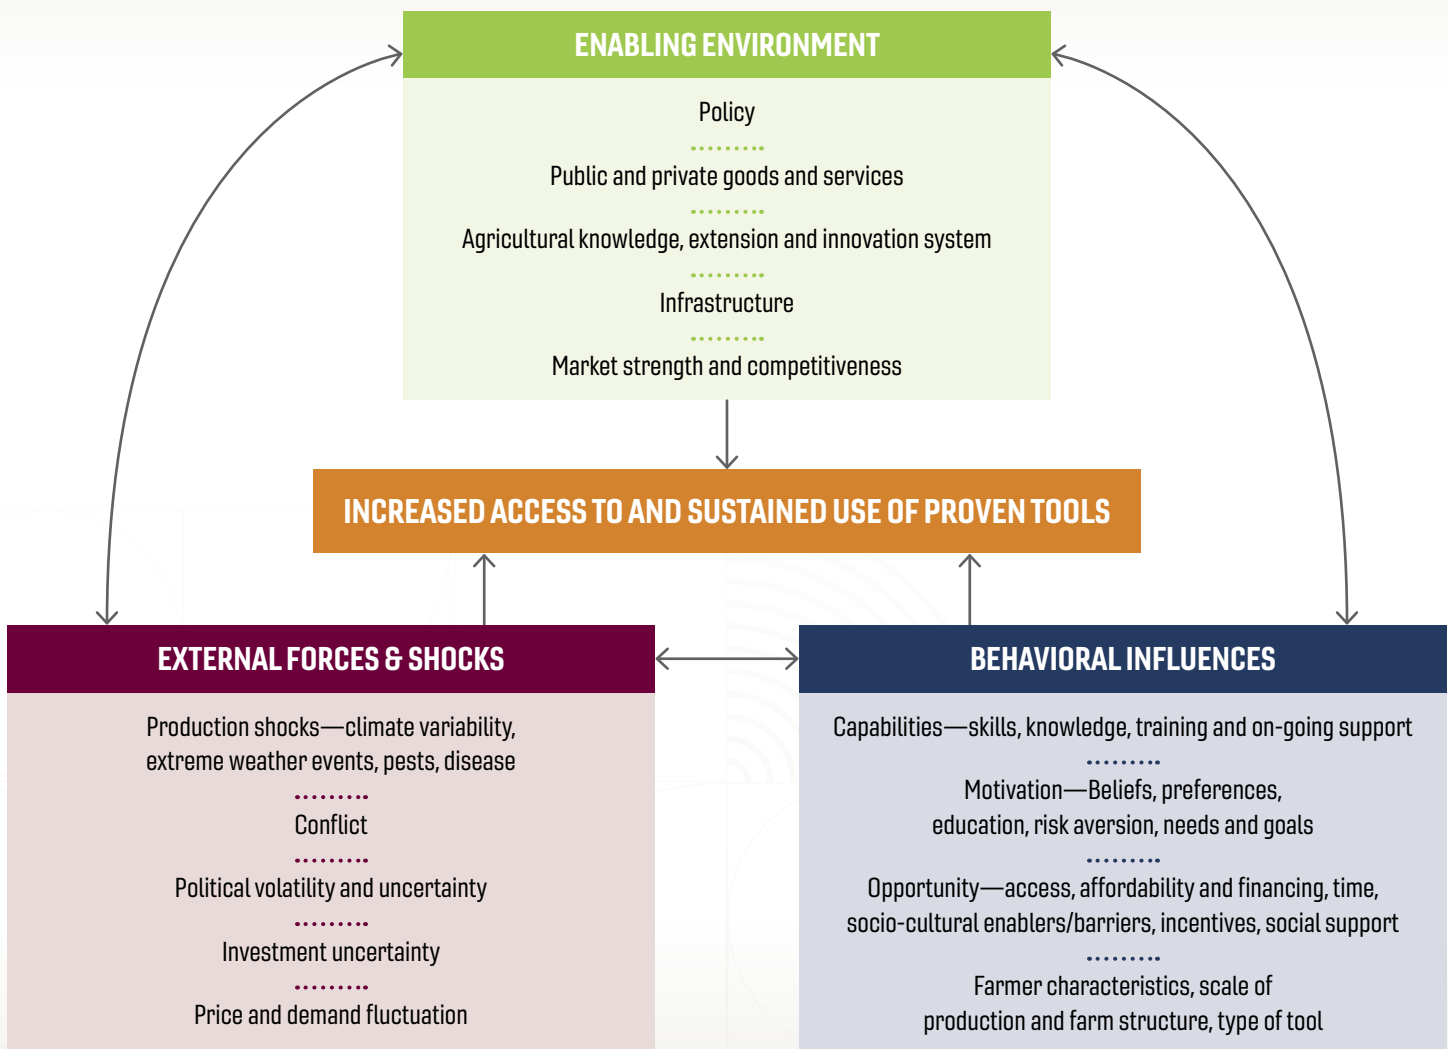 ENABLING ENVIRONMENT
Policy
Public and private goods and services
Agricultural knowledge, extension and innovation system
Infrastructure
Market strength and competitiveness
INCREASED ACCESS TO AND SUSTAINED USE OF PROVEN TOOLS
EXTERNAL FORCES & SHOCKS
Production shocks—climate variability,
extreme weather events, pests, disease
Conflict
Political volatility and uncertainty
Investment uncertainty
Price and demand fluctuation
BEHAVIORAL INFLUENCES
Capabilities—skills, knowledge, training and on-going support
Motivation—Beliefs, preferences,
education, risk aversion, needs and goals
Opportunity—access, affordability and financing, time,
socio-cultural enablers/barriers, incentives, social support
Farmer characteristics, scale of
production and farm structure, type of tool